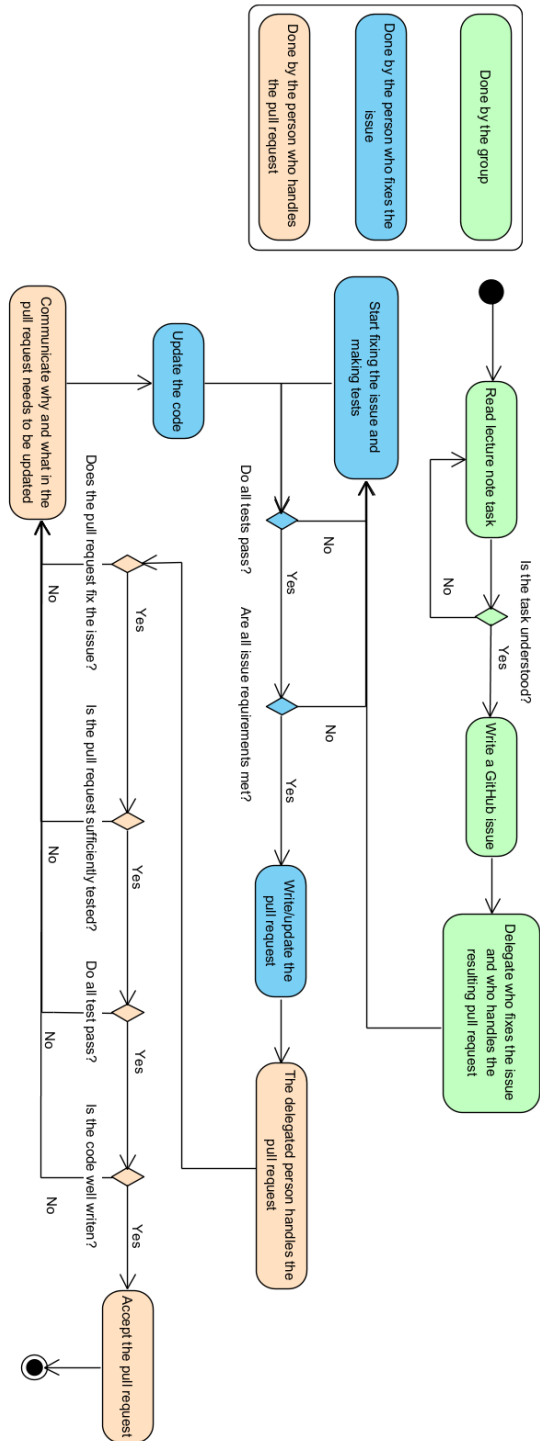 Done by the group
Done by the person who fixes the
issue
Done by the person who handles
the pull request
Read lecture note task
Is the task understood?
No
Yes
Write a GitHub issue
Delegate who fixes the issue
and who handles the
resulting pull request
Start fixing the issue and
making tests
Do all tests pass?
No
Yes
Are all issue requirements met?
No
Yes
Write/update the
pull request
The delegated person handles the
pull request
Update the code
Communicate why and what in the
pull request needs to be updated
Does the pull request fix the issue?
No
Yes
Is the pull request sufficiently tested?
No
Yes
Do all test pass?
No
Yes
Is the code well writen?
No
Yes
Accept the pull request